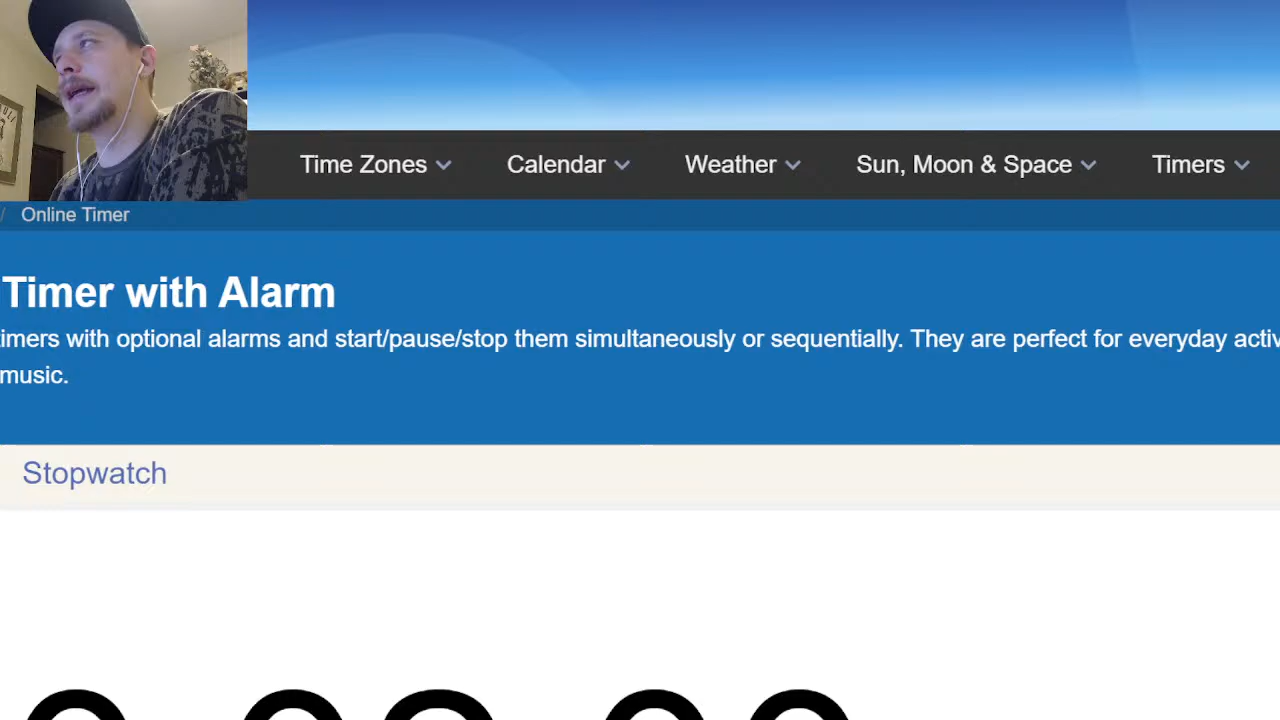 Time Zones Calendar Weather Sun, Moon & Space Timers
/ Online Timer
Timer with Alarm
timers with optional alarms and start/pause/stop them simultaneously or sequentially. They are perfect for everyday activ
music.
Stopwatch